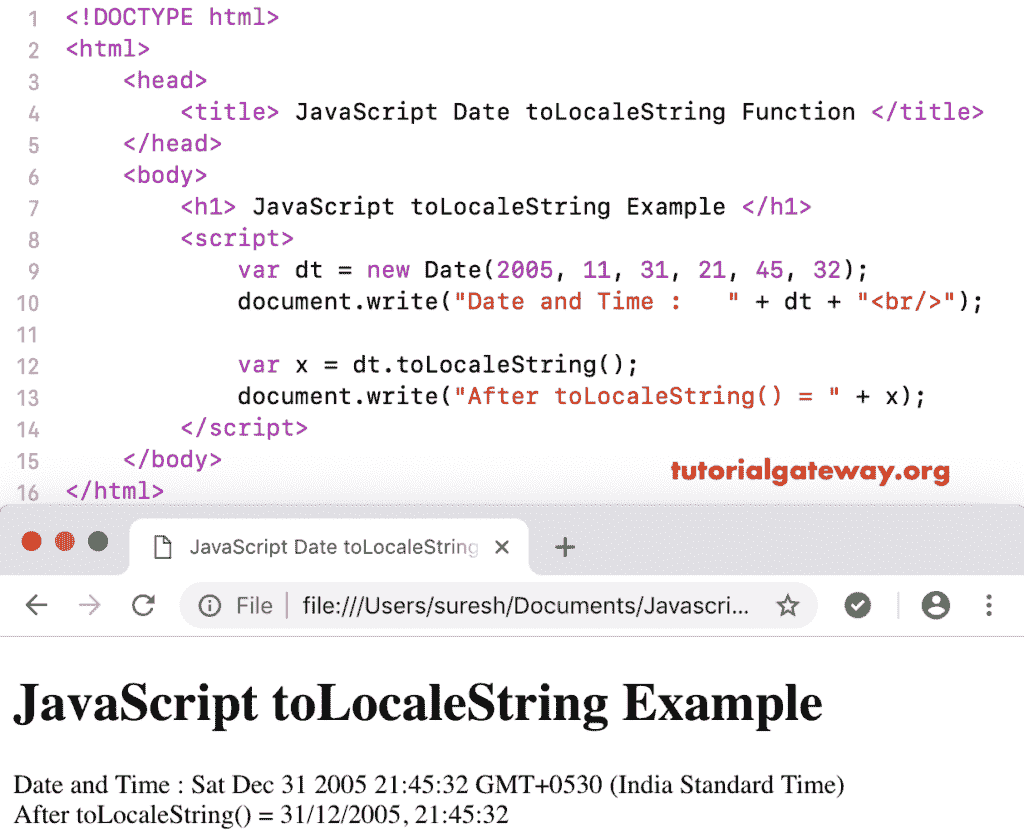 1 <!DOCTYPE html>
2 <html>
3 <head>
4 <title> JavaScript Date toLocaleString Function </title>
5 </head>
6 <body>
7 <h1> JavaScript toLocaleString Example </h1>
8 <script>
9 var dt = new Date(2005, 11, 31, 21, 45, 32);
10 document.write("Date and Time :   " + dt + "<br/>");
11
12 var x = dt.toLocaleString();
13 document.write("After toLocaleString() = " + x);
14 </script>
15 </body>
16 </html>
tutorialgateway.org
JavaScript Date toLocaleString
File file:///Users/suresh/Documents/Javascri...
JavaScript toLocaleString Example
Date and Time : Sat Dec 31 2005 21:45:32 GMT+0530 (India Standard Time)
After toLocaleString() = 31/12/2005, 21:45:32